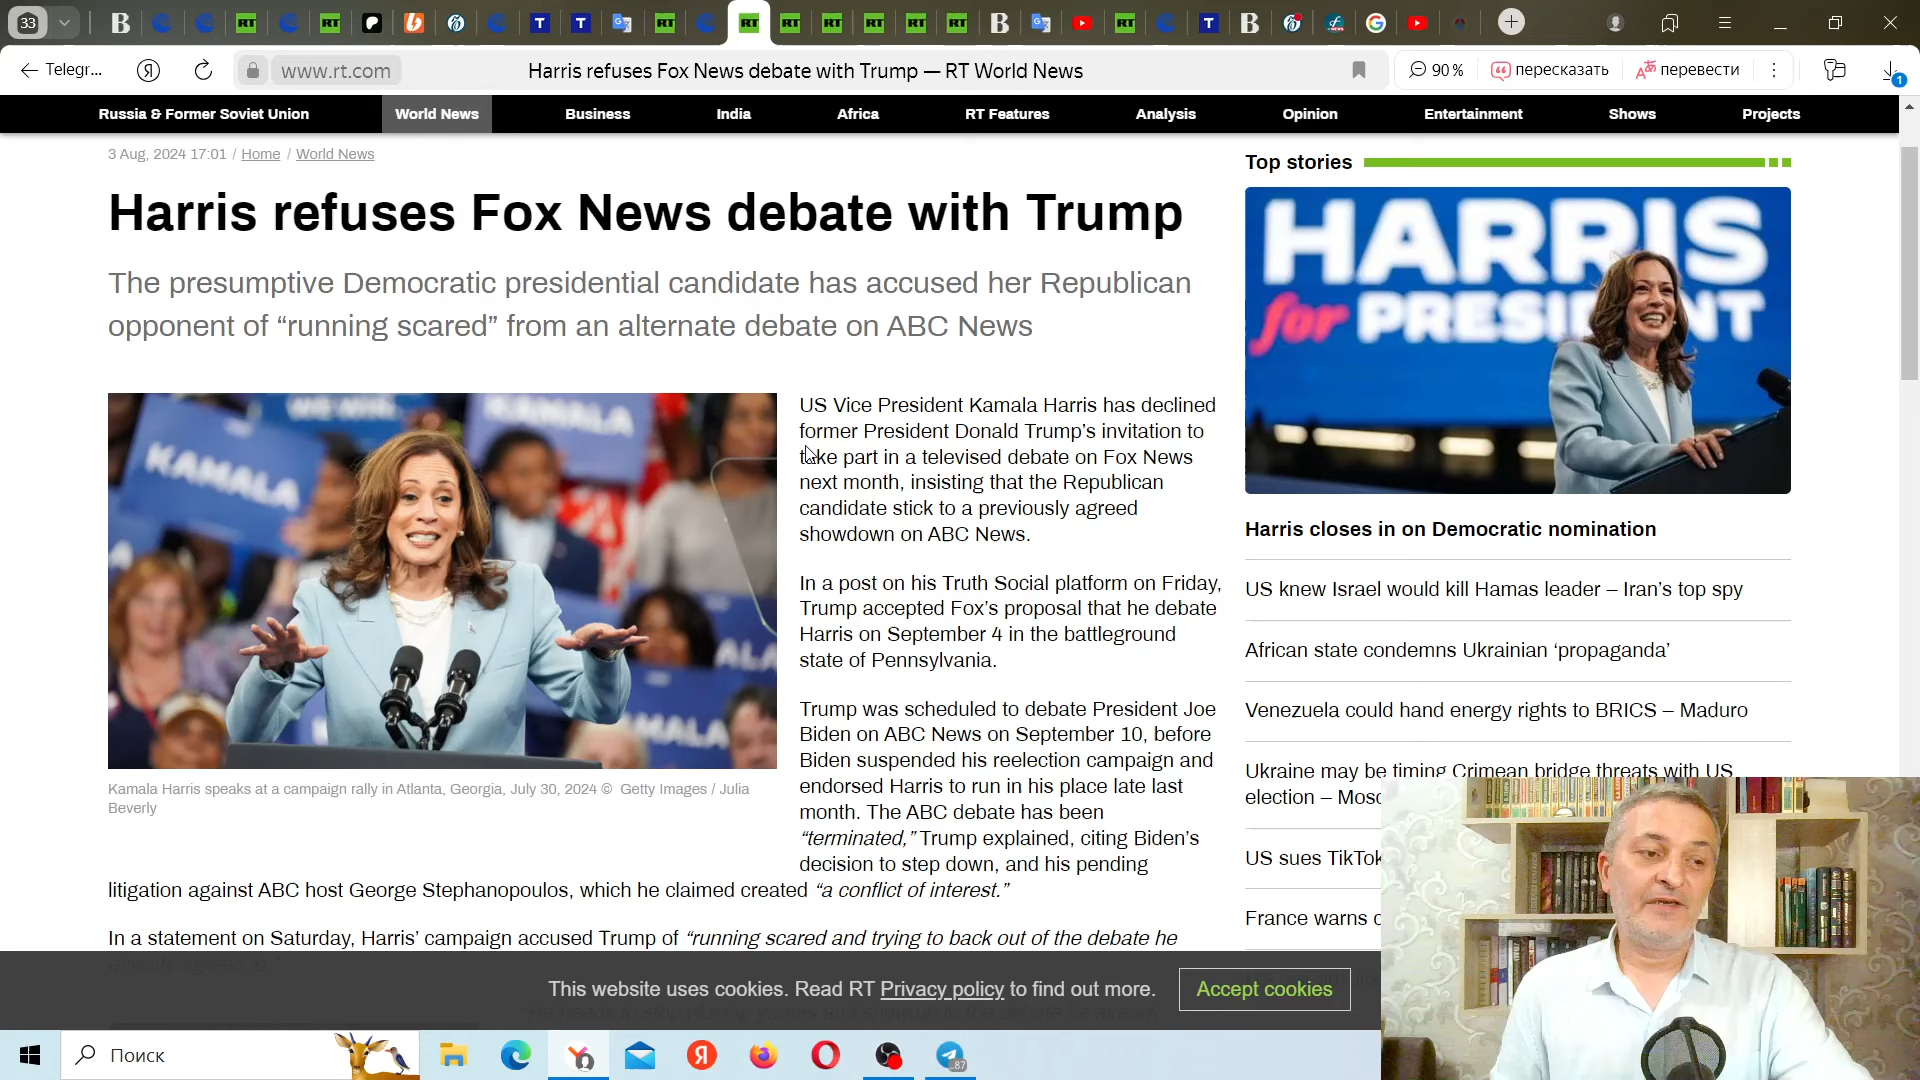 33
Telegr...
www.rt.com
Harris refuses Fox News debate with Trump — RT World News
90 %
пересказать
перевести
1
Russia & Former Soviet Union
World News
Business
India
Africa
RT Features
Analysis
Opinion
Entertainment
Shows
Projects
3 Aug, 2024 17:01 / Home / World News
Harris refuses Fox News debate with Trump
The presumptive Democratic presidential candidate has accused her Republican
opponent of “running scared” from an alternate debate on ABC News
KAMALA
KAMALA
Kamala Harris speaks at a campaign rally in Atlanta, Georgia, July 30, 2024 © Getty Images / Julia
Beverly
US Vice President Kamala Harris has declined
former President Donald Trump’s invitation to
take part in a televised debate on Fox News
next month, insisting that the Republican
candidate stick to a previously agreed
showdown on ABC News.
In a post on his Truth Social platform on Friday,
Trump accepted Fox’s proposal that he debate
Harris on September 4 in the battleground
state of Pennsylvania.
Trump was scheduled to debate President Joe
Biden on ABC News on September 10, before
Biden suspended his reelection campaign and
endorsed Harris to run in his place late last
month. The ABC debate has been
“terminated,” Trump explained, citing Biden’s
decision to step down, and his pending
litigation against ABC host George Stephanopoulos, which he claimed created “a conflict of interest.”
In a statement on Saturday, Harris’ campaign accused Trump of “running scared and trying to back out of the debate he
Top stories
HARRIS
for PRESIDENT
Harris closes in on Democratic nomination
US knew Israel would kill Hamas leader – Iran’s top spy
African state condemns Ukrainian ‘propaganda’
Venezuela could hand energy rights to BRICS – Maduro
Ukraine may be timing Crimean bridge threats with US
election – Mosc
US sues TikTok
France warns
This website uses cookies. Read RT Privacy policy to find out more.
Accept cookies
Поиск
87